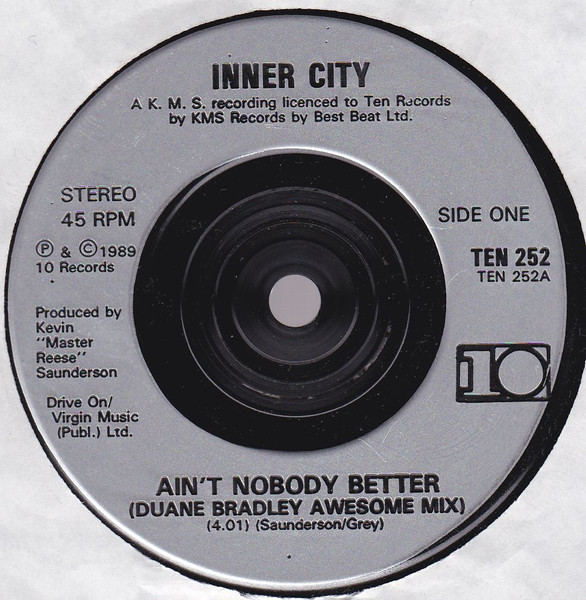 INNER CITY
A K. M. S. recording licenced to Ten Records
by KMS Records by Best Beat Ltd.
STEREO
45 RPM
SIDE ONE
Ⓟ & © 1989
10 Records
TEN 252
TEN 252A
Produced by
Kevin
"Master
Reese"
Saunderson
10
Drive On/
Virgin Music
(Publ.) Ltd.
AIN'T NOBODY BETTER
(DUANE BRADLEY AWESOME MIX)
(4.01) (Saunderson/Grey)